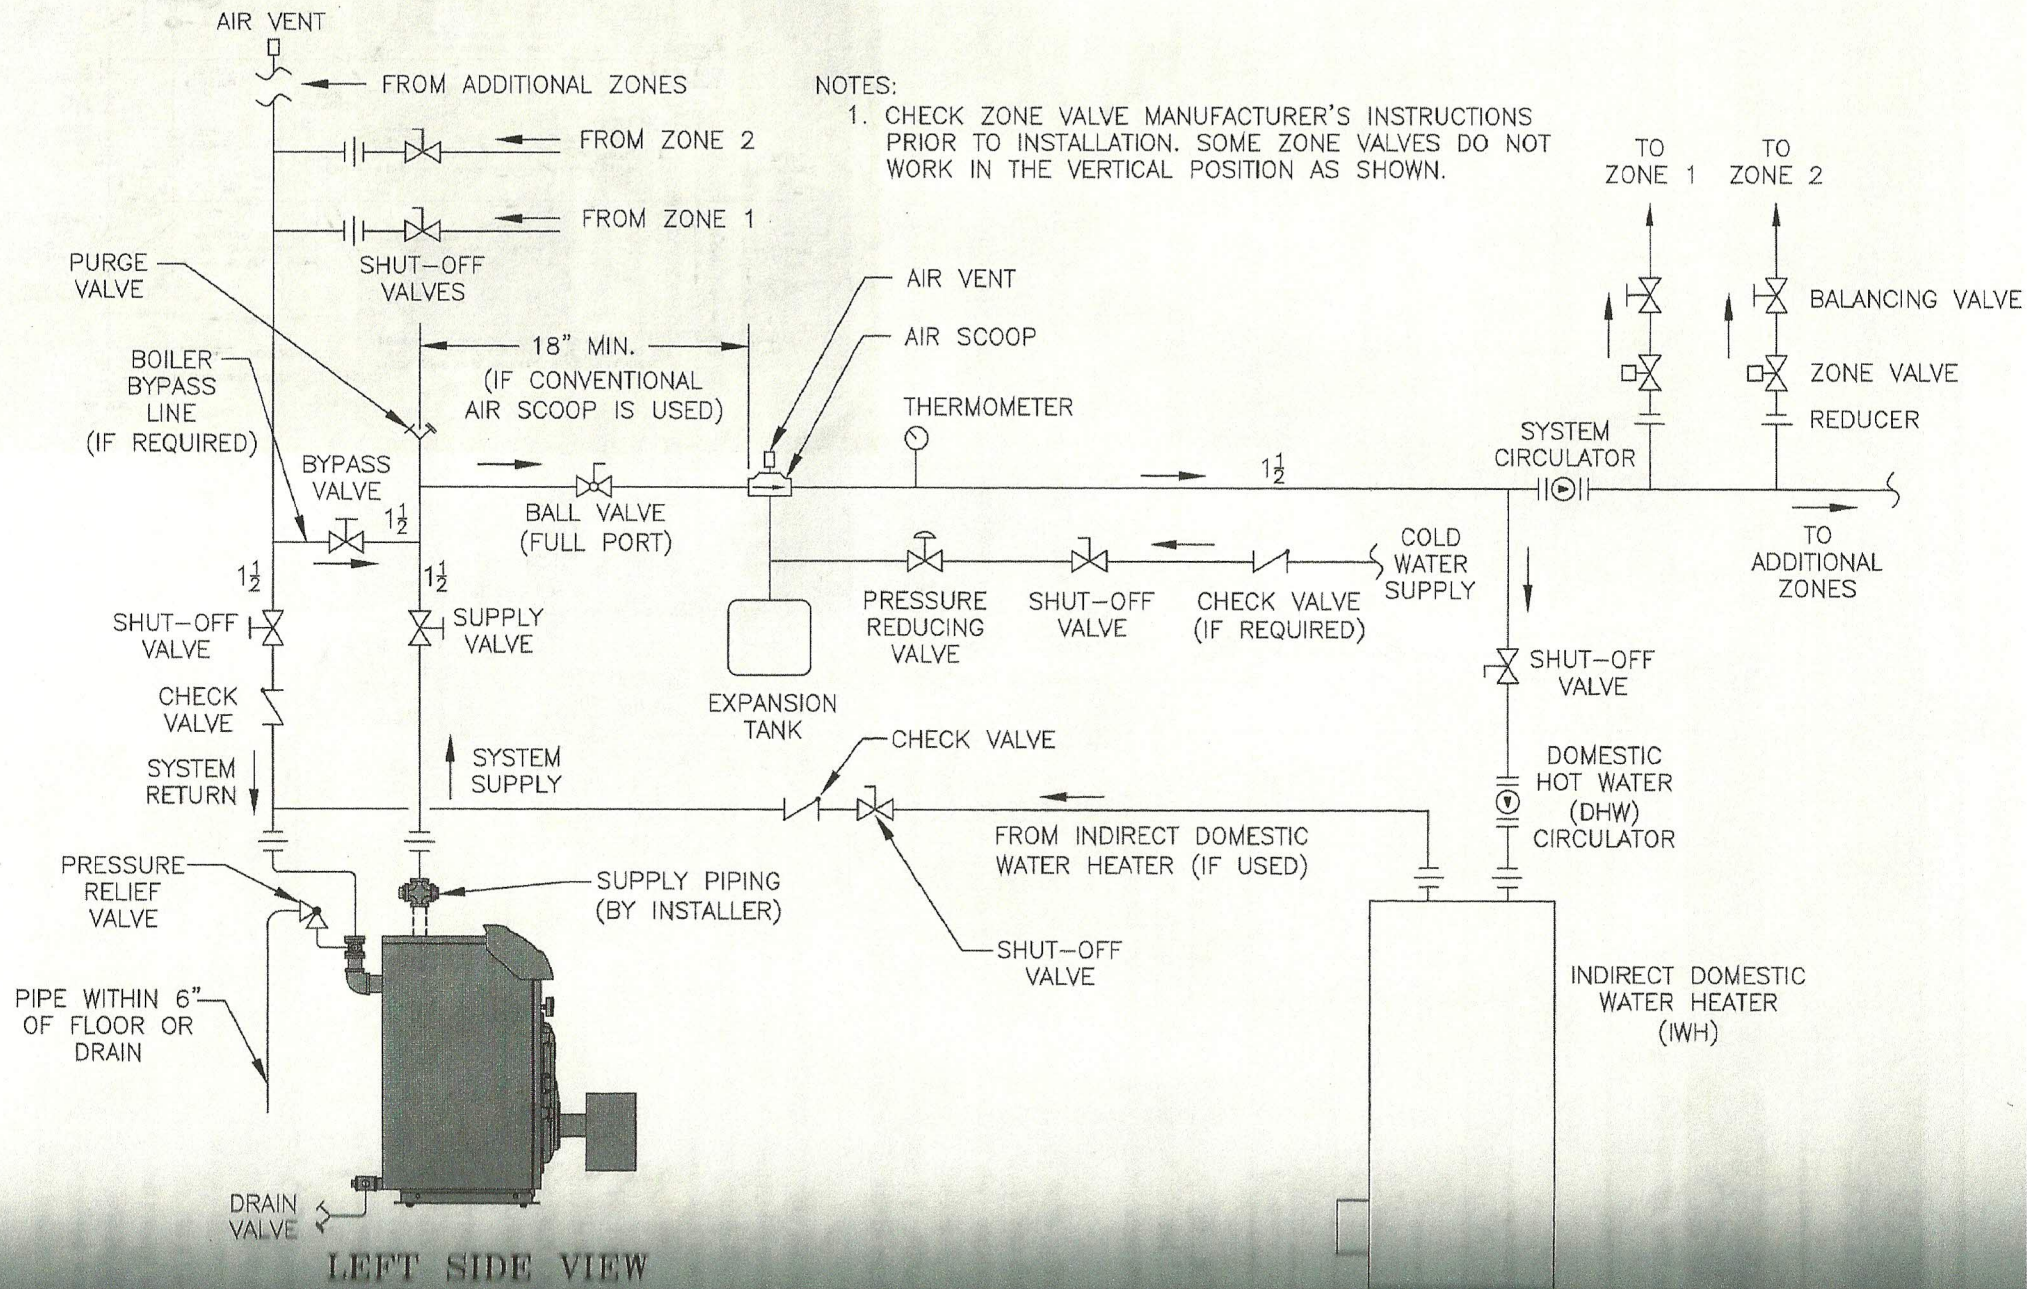 AIR VENT
FROM ADDITIONAL ZONES
FROM ZONE 2
FROM ZONE 1
SHUT-OFF
VALVES
NOTES:
1. CHECK ZONE VALVE MANUFACTURER'S INSTRUCTIONS
PRIOR TO INSTALLATION. SOME ZONE VALVES DO NOT
WORK IN THE VERTICAL POSITION AS SHOWN.
TO
ZONE 1
TO
ZONE 2
PURGE
VALVE
BOILER
BYPASS
LINE
(IF REQUIRED)
18" MIN.
(IF CONVENTIONAL
AIR SCOOP IS USED)
AIR VENT
AIR SCOOP
THERMOMETER
BALANCING VALVE
ZONE VALVE
REDUCER
SYSTEM
CIRCULATOR
1½
BYPASS
VALVE
1½
BALL VALVE
(FULL PORT)
1½
1½
COLD
WATER
SUPPLY
TO
ADDITIONAL
ZONES
SHUT-OFF
VALVE
SUPPLY
VALVE
PRESSURE
REDUCING
VALVE
SHUT-OFF
VALVE
CHECK VALVE
(IF REQUIRED)
SHUT-OFF
VALVE
CHECK
VALVE
EXPANSION
TANK
CHECK VALVE
SYSTEM
RETURN
SYSTEM
SUPPLY
DOMESTIC
HOT WATER
(DHW)
CIRCULATOR
FROM INDIRECT DOMESTIC
WATER HEATER (IF USED)
PRESSURE
RELIEF
VALVE
SUPPLY PIPING
(BY INSTALLER)
SHUT-OFF
VALVE
PIPE WITHIN 6"
OF FLOOR OR
DRAIN
INDIRECT DOMESTIC
WATER HEATER
(IWH)
DRAIN
VALVE
LEFT SIDE VIEW